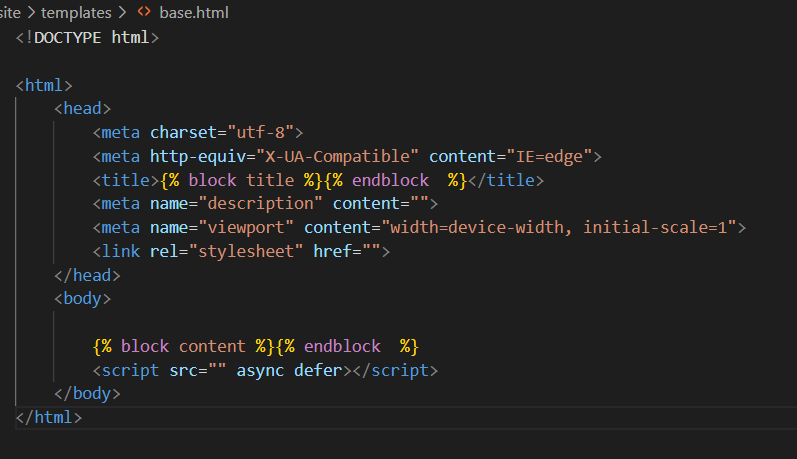 site > templates > <> base.html
<!DOCTYPE html>
<html>
    <head>
        <meta charset="utf-8">
        <meta http-equiv="X-UA-Compatible" content="IE=edge">
        <title>{% block title %}{% endblock  %}</title>
        <meta name="description" content="">
        <meta name="viewport" content="width=device-width, initial-scale=1">
        <link rel="stylesheet" href="">
    </head>
    <body>
        {% block content %}{% endblock  %}
        <script src="" async defer></script>
    </body>
</html>